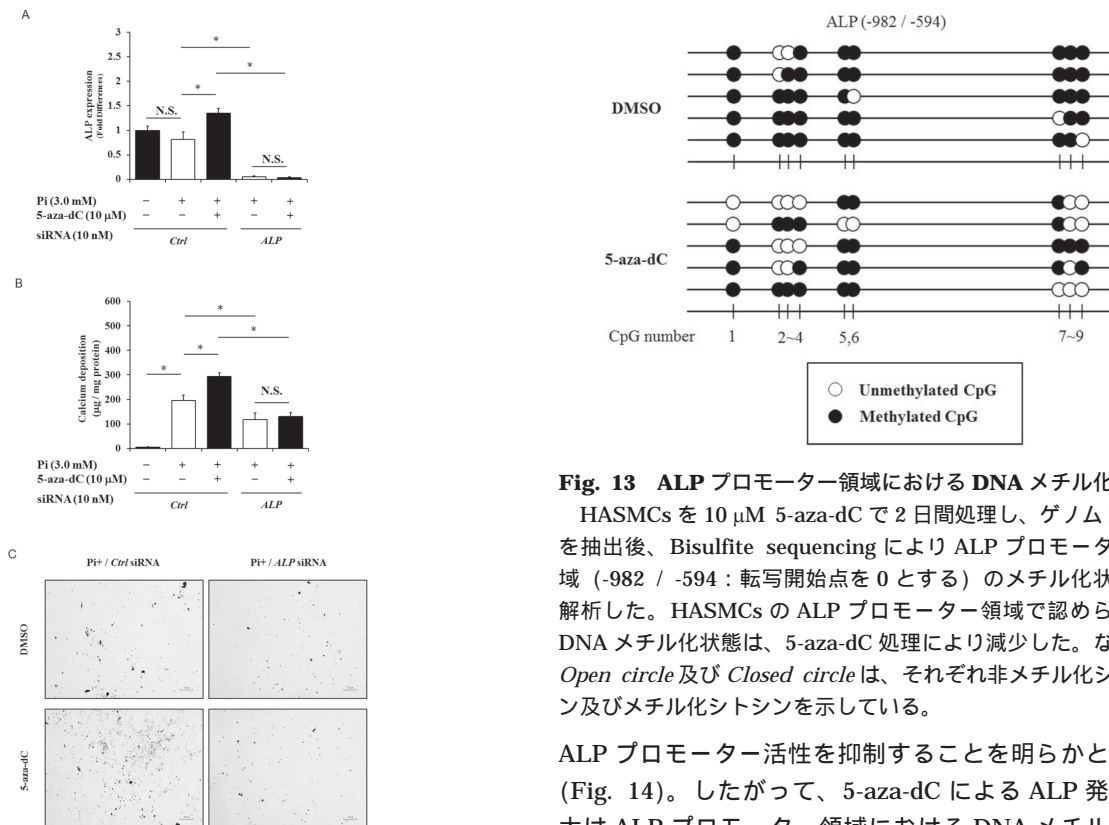 A
3
2.5
2
1.5
1
0.5
0
ALP expression
(Fold Differences)
*
*
*
N.S.
N.S.
Pi (3.0 mM) − + + + +
5-aza-dC (10 μM) − − + − +
siRNA (10 nM) Ctrl ALP
B
600
500
400
300
200
100
0
Calcium deposition
(μg / mg protein)
*
*
*
*
N.S.
Pi (3.0 mM) − + + + +
5-aza-dC (10 μM) − − + − +
siRNA (10 nM) Ctrl ALP
C
Pi+ / Ctrl siRNA Pi+ / ALP siRNA
DMSO
5-aza-dC
ALP (-982 / -594)
DMSO
5-aza-dC
CpG number 1 2~4 5,6 7~9
Unmethylated CpG
Methylated CpG
Fig. 13 ALP プロモーター領域における DNA メチル化
HASMCs を 10 μM 5-aza-dC で 2 日間処理し、ゲノム
を抽出後、Bisulfite sequencing により ALP プロモータ
域 (-982 / -594 : 転写開始点を 0 とする) のメチル化状
解析した。HASMCs の ALP プロモーター領域で認めら
DNA メチル化状態は、5-aza-dC 処理により減少した。な
Open circle 及び Closed circle は、それぞれ非メチル化シ
ン及びメチル化シトシンを示している。
ALP プロモーター活性を抑制することを明らかと
(Fig. 14)。したがって、5-aza-dC による ALP 発